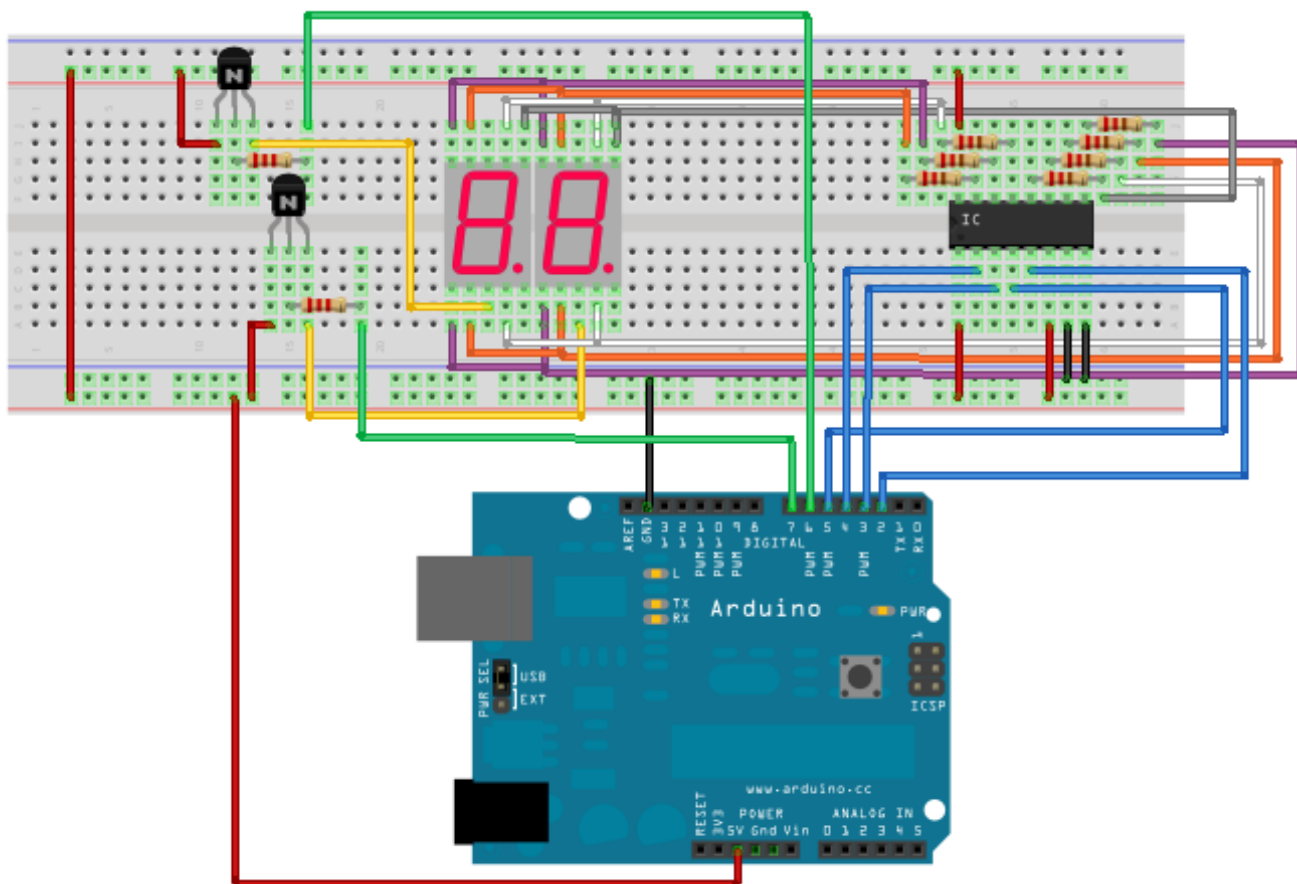 N
N
IC
AREF
GND
13
12
PWM 11
PWM 10
PWM 9
8
7
PWM 6
PWM 5
4
PWM 3
2
TX 1
RX 0
DIGITAL
L
TX
RX
Arduino
PWR
1
PWR SEL
USB
EXT
ICSP
www.arduino.cc
POWER
ANALOG IN
RESET
3V3
5V Gnd Vin
0 1 2 3 4 5